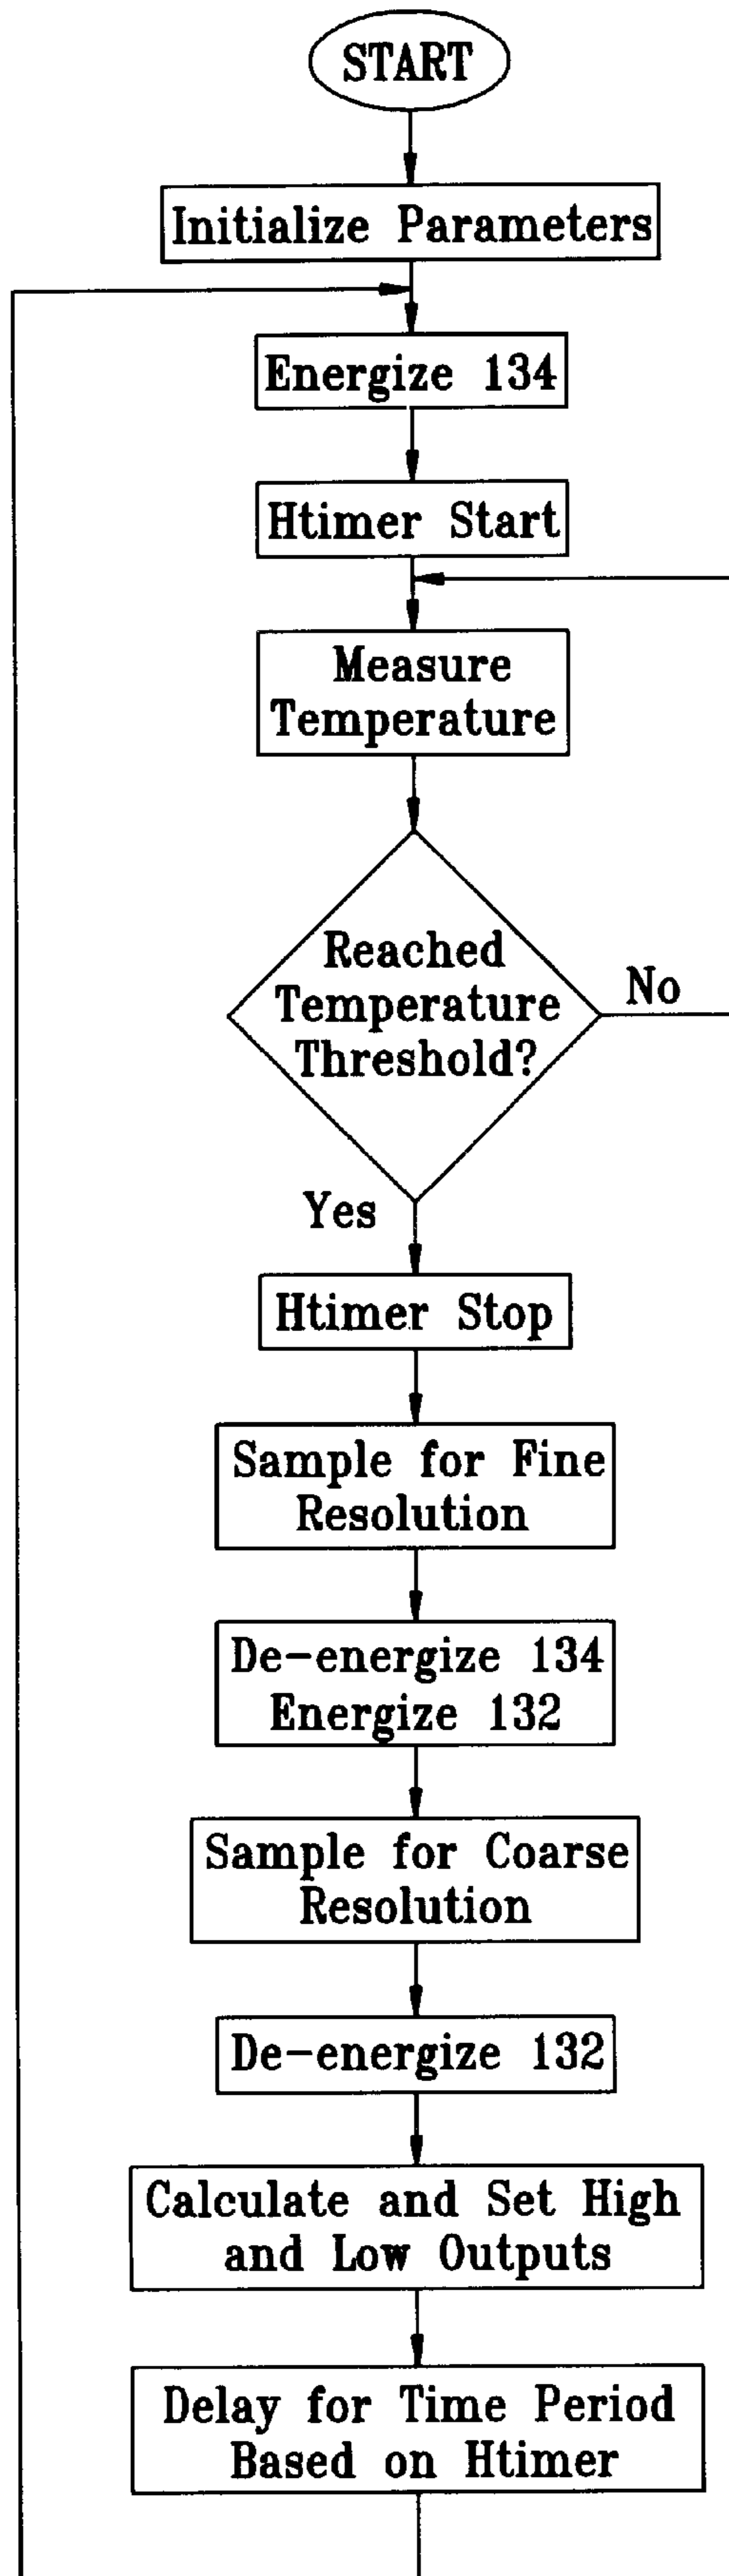 START
Initialize Parameters
Energize 134
Htimer Start
Measure
Temperature
Reached
Temperature
Threshold?
No
Yes
Htimer Stop
Sample for Fine
Resolution
De-energize 134
Energize 132
Sample for Coarse
Resolution
De-energize 132
Calculate and Set High
and Low Outputs
Delay for Time Period
Based on Htimer